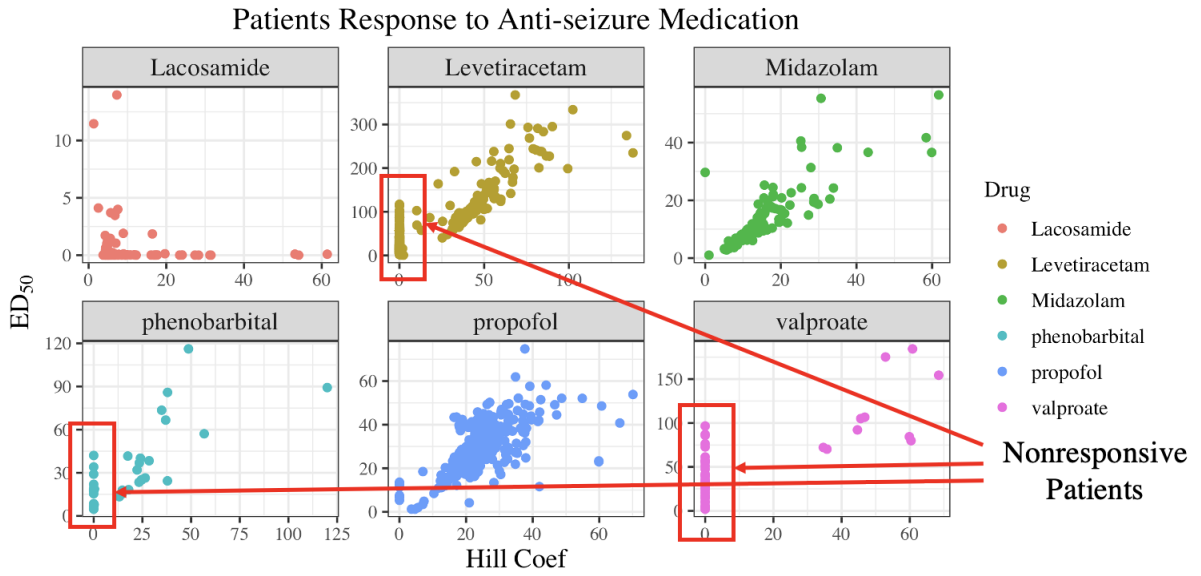 Patients Response to Anti-seizure Medication
Lacosamide
Levetiracetam
Midazolam
10
5
0
0
20
40
60
300
200
100
0
0
50
100
40
20
0
0
20
40
60
ED50
phenobarbital
propofol
valproate
120
90
60
30
0
0
25
50
75
100
125
60
40
20
0
0
20
40
60
150
100
50
0
0
20
40
60
Hill Coef
Drug
Lacosamide
Levetiracetam
Midazolam
phenobarbital
propofol
valproate
Nonresponsive
Patients